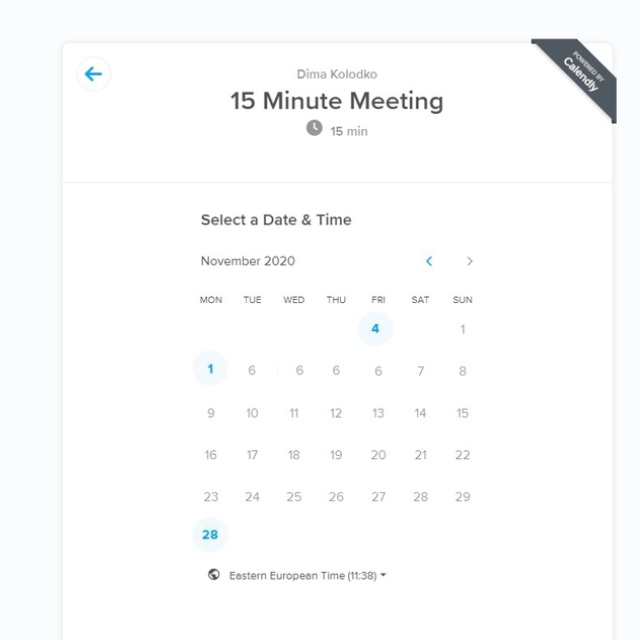 POWERED BY
Calendly
Dima Kolodko
15 Minute Meeting
15 min
Select a Date & Time
November 2020
MON TUE WED THU FRI SAT SUN
4 1
1 6 6 6 6 7 8
9 10 11 12 13 14 15
16 17 18 19 20 21 22
23 24 25 26 27 28 29
28
Eastern European Time (11:38)